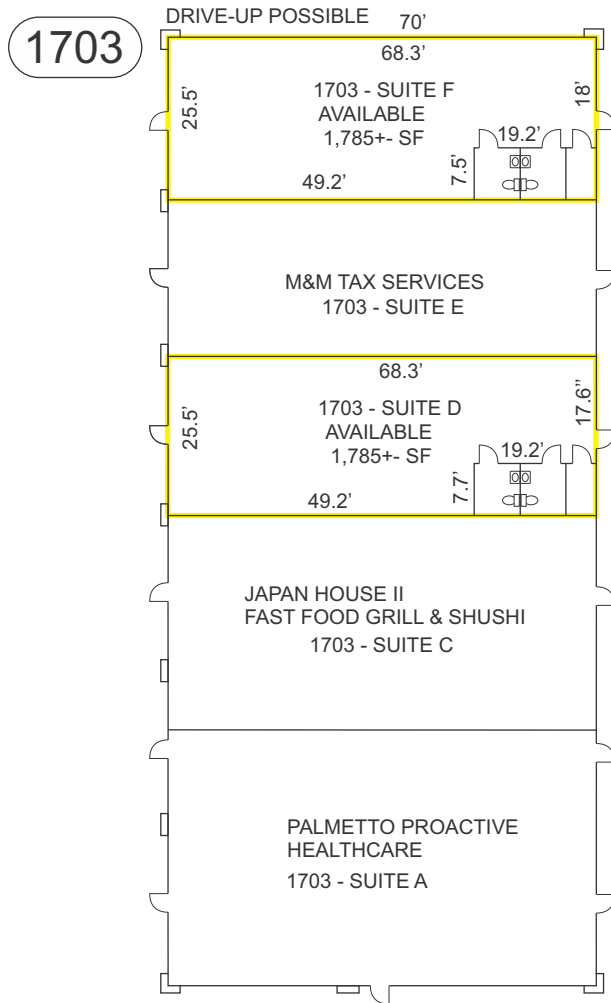 1703
DRIVE-UP POSSIBLE
70’
68.3’
25.5’
1703 - SUITE F
AVAILABLE
1,785+- SF
18’
19.2’
7.5’
49.2’
M&M TAX SERVICES
1703 - SUITE E
68.3’
25.5’
1703 - SUITE D
AVAILABLE
1,785+- SF
17.6”
19.2’
7.7’
49.2’
JAPAN HOUSE II
FAST FOOD GRILL & SHUSHI
1703 - SUITE C
PALMETTO PROACTIVE
HEALTHCARE
1703 - SUITE A